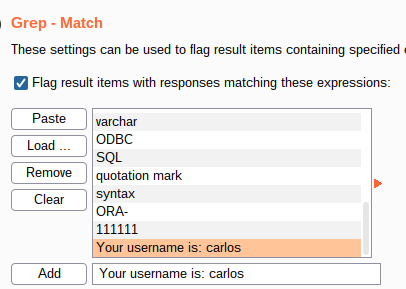 Grep - Match
These settings can be used to flag result items containing specified
Flag result items with responses matching these expressions:
Paste
Load ...
Remove
Clear
varchar
ODBC
SQL
quotation mark
syntax
ORA-
111111
Your username is: carlos
Add
Your username is: carlos